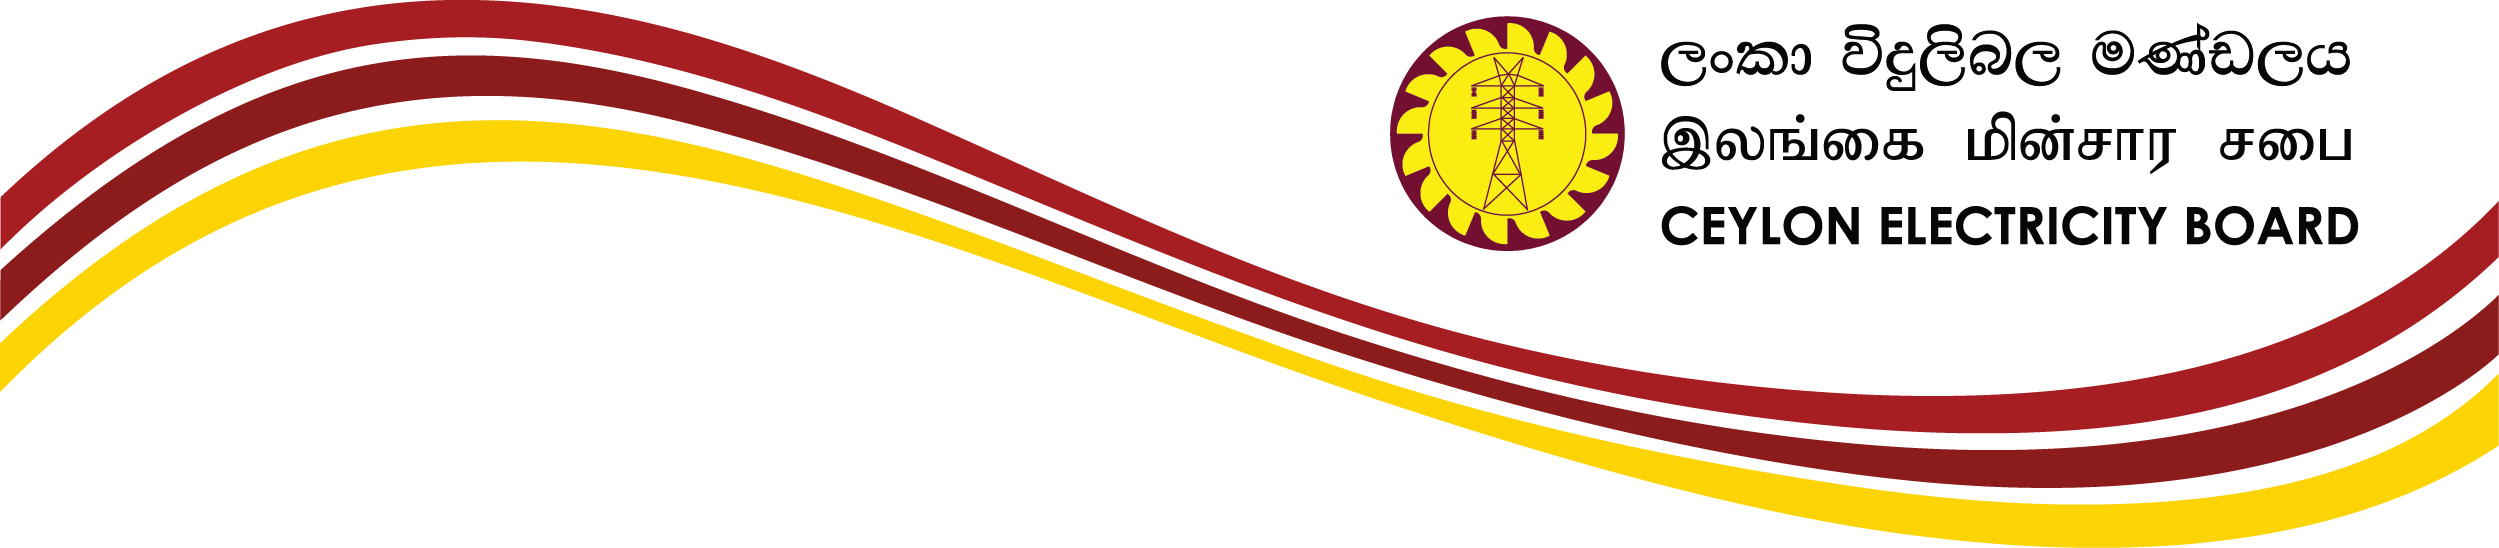 ලංකා විදුලිබල මණ්ඩලය
இலங்கை மின்சார சபை
CEYLON ELECTRICITY BOARD